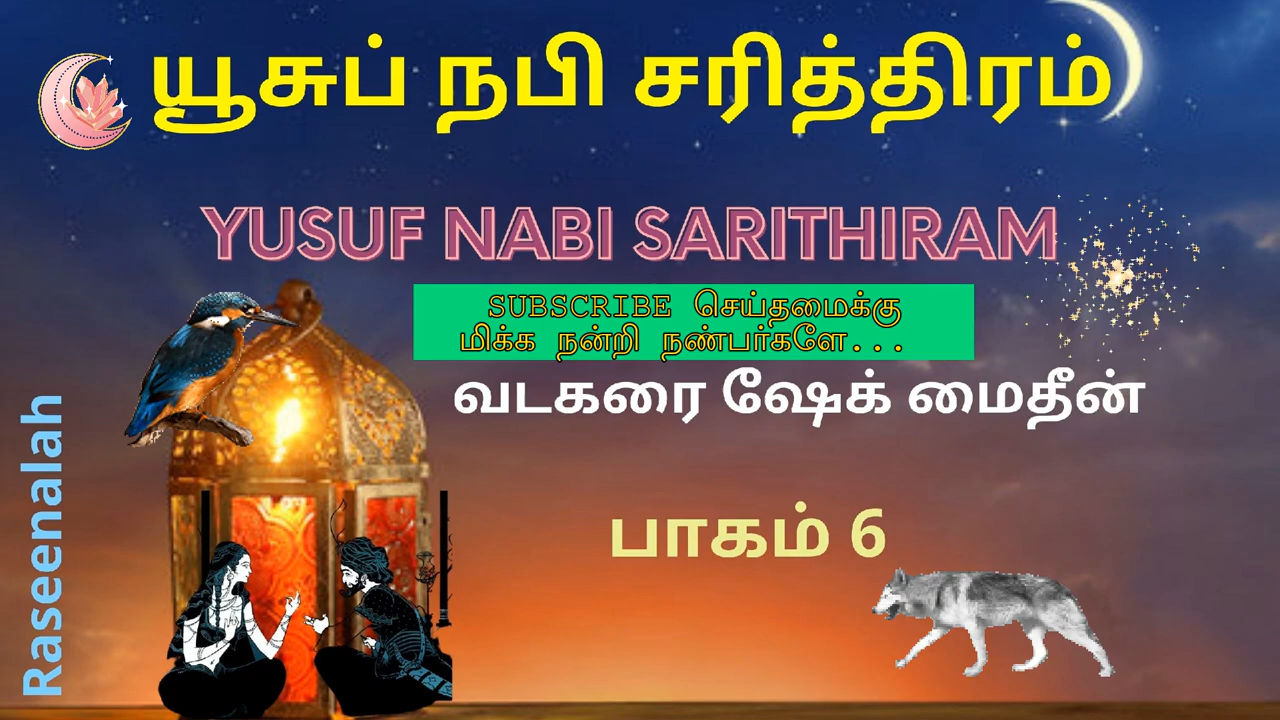 யூசுப் நபி சரித்திரம்
YUSUF NABI SARITHIRAM
SUBSCRIBE செய்தமைக்கு
மிக்க நன்றி நண்பர்களே...
வடகரை ஷேக் மைதீன்
பாகம் 6
Raseenalah